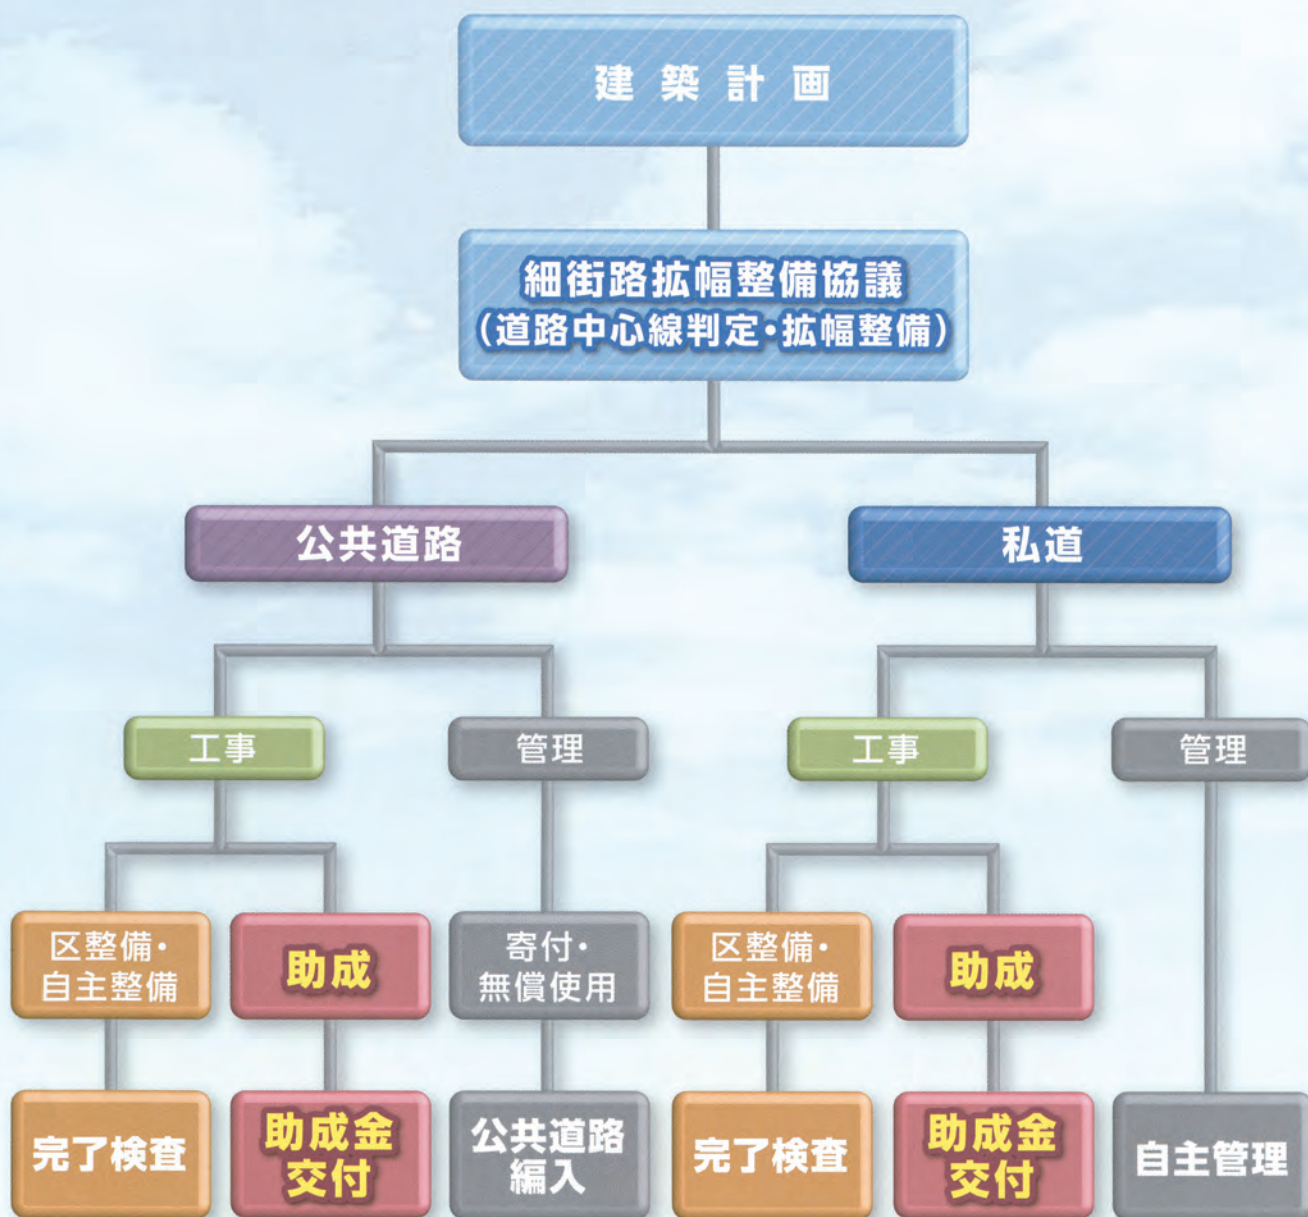 建築計画
細街路拡幅整備協議
(道路中心線判定・拡幅整備)
公共道路
私道
工事
管理
工事
管理
区整備・
自主整備
助成
寄付・
無償使用
区整備・
自主整備
助成
完了検査
助成金
交付
公共道路
編入
完了検査
助成金
交付
自主管理